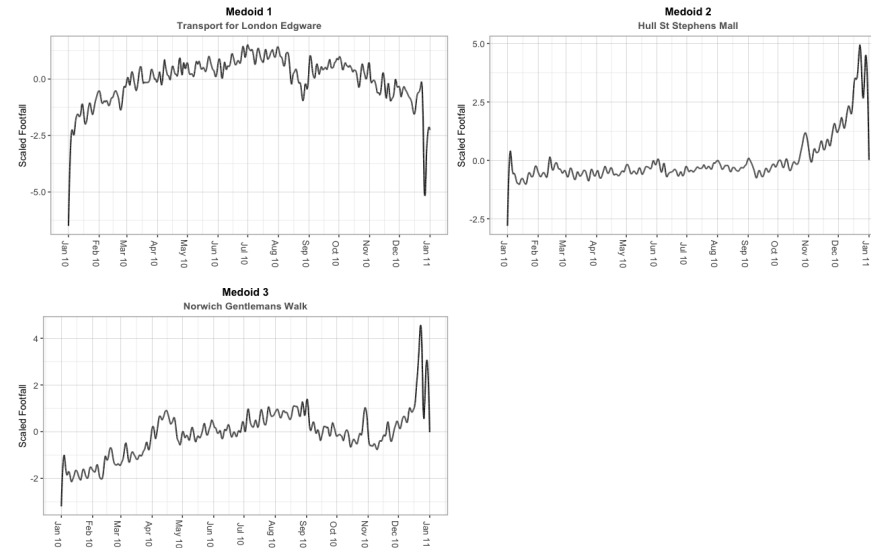 Medoid 1
Transport for London Edgware
Scaled Footfall
0.0
-2.5
-5.0
Jan 10 Feb 10 Mar 10 Apr 10 May 10 Jun 10 Jul 10 Aug 10 Sep 10 Oct 10 Nov 10 Dec 10 Jan 11
Medoid 2
Hull St Stephens Mall
Scaled Footfall
5.0
2.5
0.0
-2.5
Jan 10 Feb 10 Mar 10 Apr 10 May 10 Jun 10 Jul 10 Aug 10 Sep 10 Oct 10 Nov 10 Dec 10 Jan 11
Medoid 3
Norwich Gentlemans Walk
Scaled Footfall
4
2
0
-2
Jan 10 Feb 10 Mar 10 Apr 10 May 10 Jun 10 Jul 10 Aug 10 Sep 10 Oct 10 Nov 10 Dec 10 Jan 11